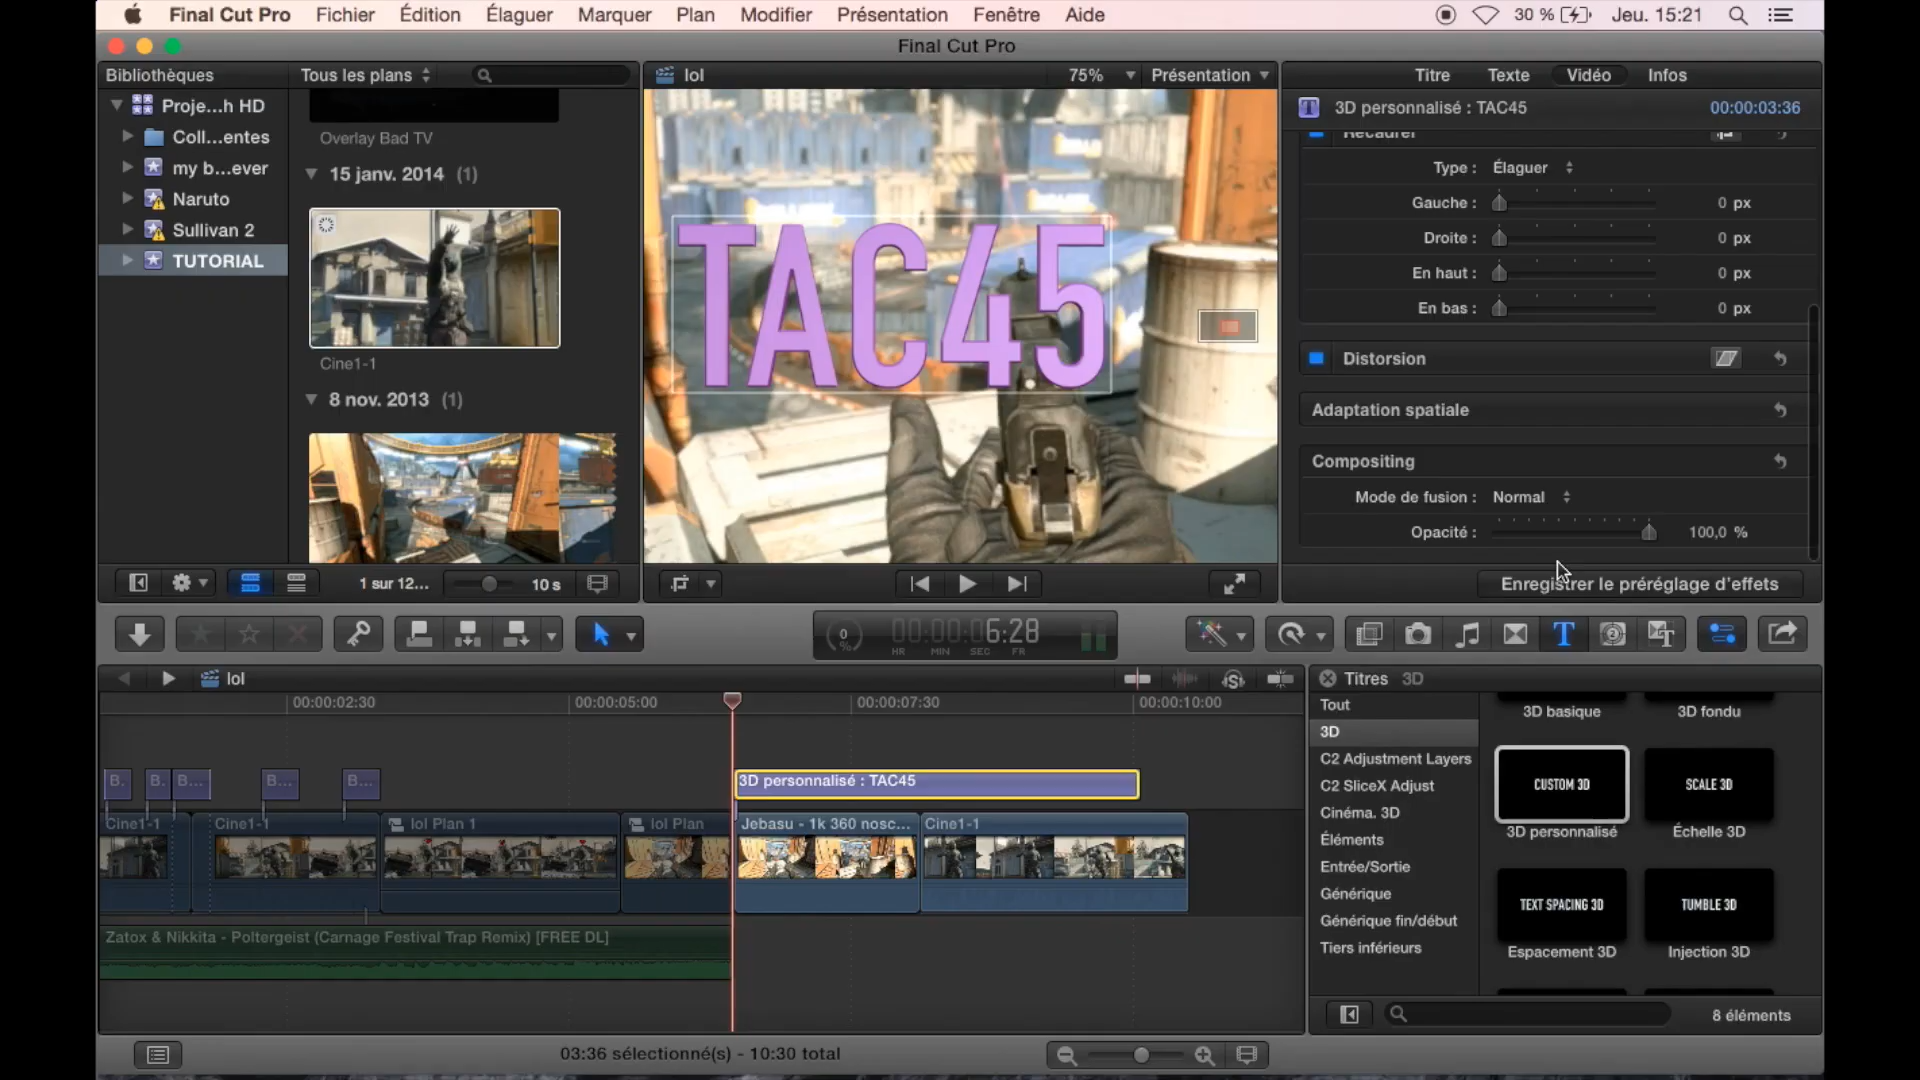 Final Cut Pro Fichier Édition Élaguer Marquer Plan Modifier Présentation Fenêtre Aide 30 % Jeu. 15:21
Final Cut Pro
Bibliothèques
Tous les plans
Proje...h HD
Coll...entes
my b...ever
Naruto
Sullivan 2
TUTORIAL
Overlay Bad TV
15 janv. 2014 (1)
Cine1-1
8 nov. 2013 (1)
1 sur 12... 10 s
lol 75% Présentation
TAC45
Titre Texte Vidéo Infos
3D personnalisé : TAC45 00:00:03:36
Recadrer
Type : Élaguer
Gauche : 0 px
Droite : 0 px
En haut : 0 px
En bas : 0 px
Distorsion
Adaptation spatiale
Compositing
Mode de fusion : Normal
Opacité : 100,0 %
Enregistrer le préréglage d'effets
0 % 00:00:06:28
HR MIN SEC FR
lol
00:00:02:30 00:00:05:00 00:00:07:30 00:00:10:00
B. B. B... B... B...
3D personnalisé : TAC45
Cine1-1 Cine1-1 lol Plan 1 lol Plan Jebasu - 1k 360 nosc... Cine1-1
Zatox & Nikkita - Poltergeist (Carnage Festival Trap Remix) [FREE DL]
03:36 sélectionné(s) - 10:30 total
Titres 3D
Tout
3D
C2 Adjustment Layers
C2 SliceX Adjust
Cinéma. 3D
Éléments
Entrée/Sortie
Générique
Générique fin/début
Tiers inférieurs
3D basique 3D fondu
CUSTOM 3D SCALE 3D
3D personnalisé Échelle 3D
TEXT SPACING 3D TUMBLE 3D
Espacement 3D Injection 3D
8 éléments